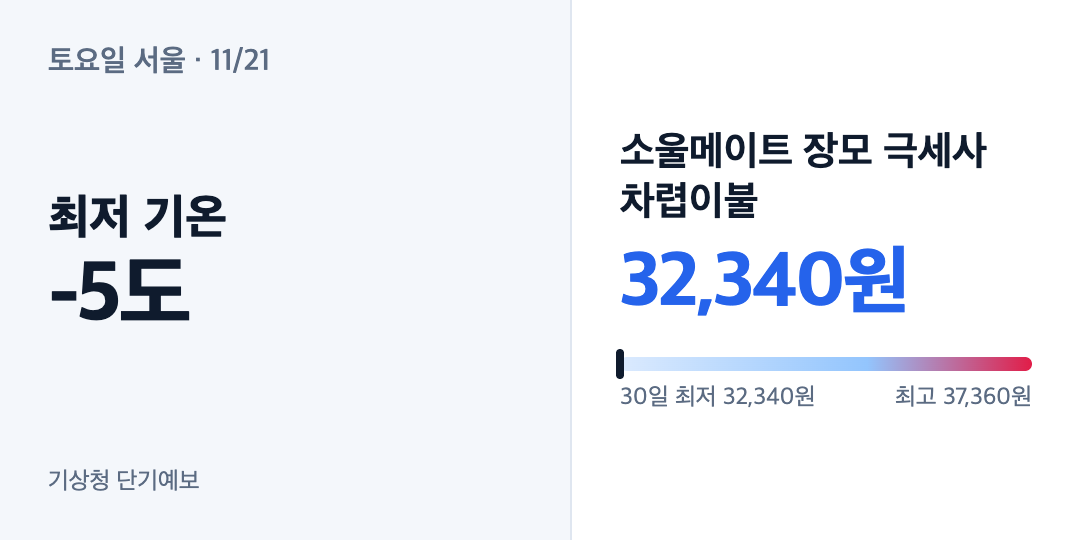 토요일 서울 · 11/21
최저 기온
-5도
기상청 단기예보
소울메이트 장모 극세사
차렵이불
32,340원
30일 최저 32,340원
최고 37,360원